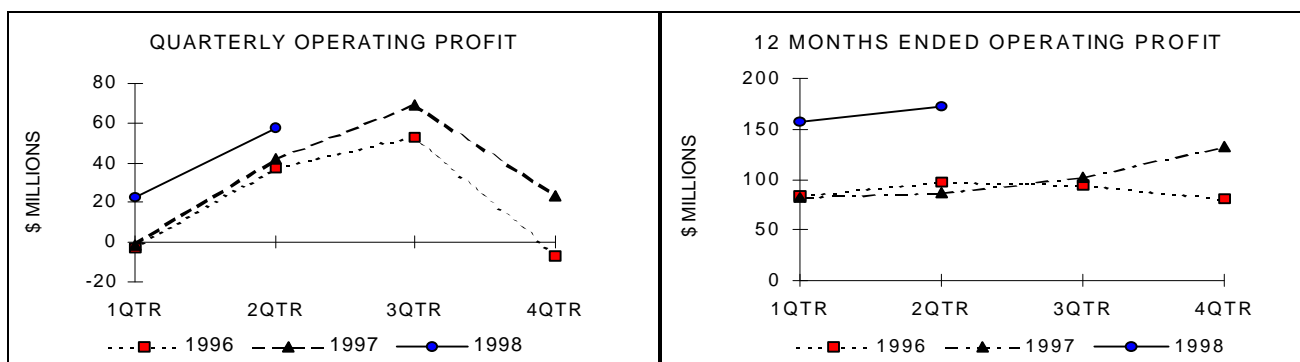 QUARTERLY OPERATING PROFIT
$ MILLIONS
80
60
40
20
0
-20
1QTR 2QTR 3QTR 4QTR
1996 1997 1998
12 MONTHS ENDED OPERATING PROFIT
$ MILLIONS
200
150
100
50
0
1QTR 2QTR 3QTR 4QTR
1996 1997 1998